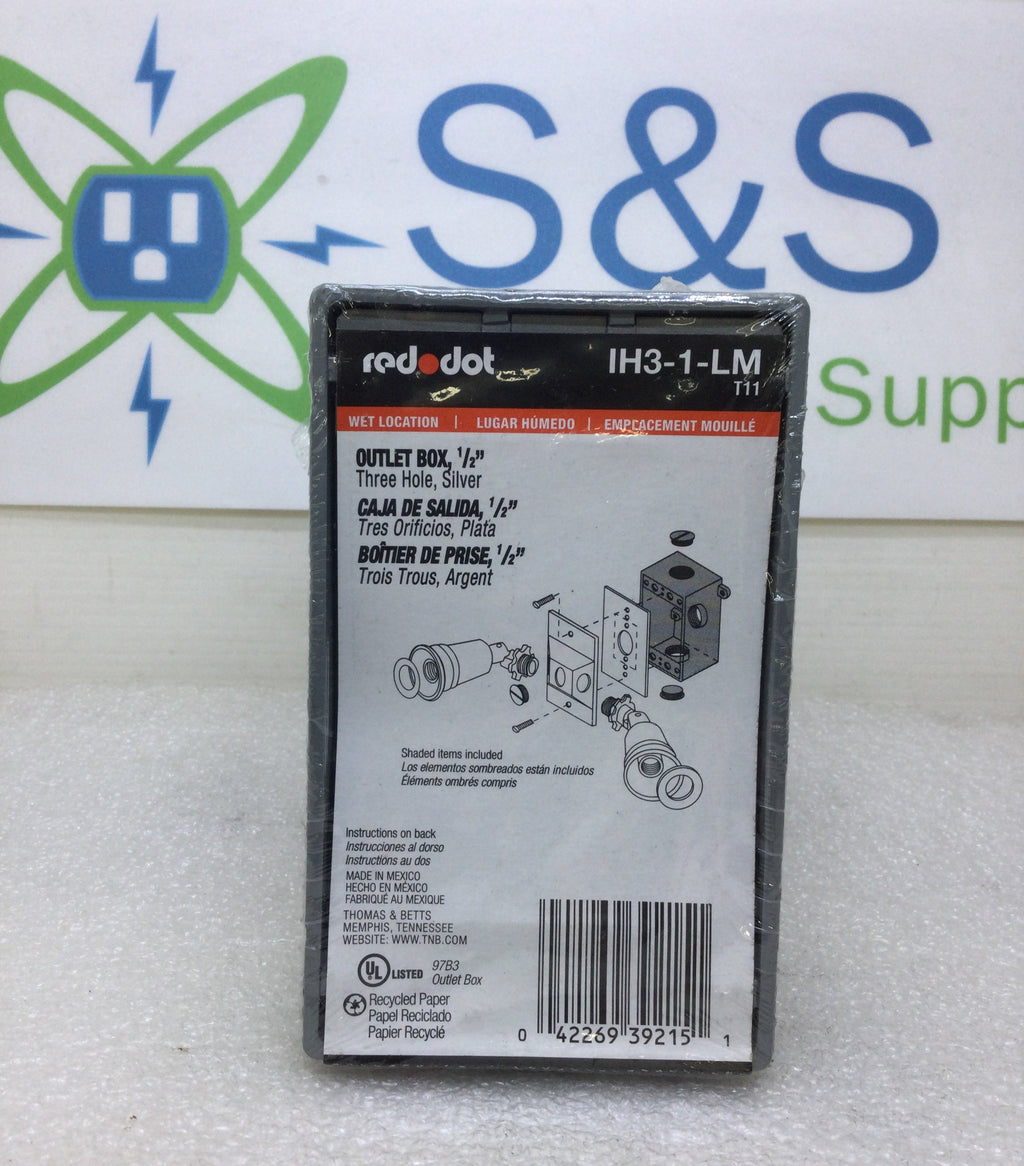 S&S
Supp
red dot
IH3-1-LM
T11
WET LOCATION | LUGAR HÚMEDO | EMPLACEMENT MOUILLÉ
OUTLET BOX, 1/2”
Three Hole, Silver
CAJA DE SALIDA, 1/2”
Tres Orificios, Plata
BOÎTIER DE PRISE, 1/2”
Trois Trous, Argent
Shaded items included
Los elementos sombreados están incluidos
Éléments ombrés compris
Instructions on back
Instrucciones al dorso
Instructions au dos
MADE IN MEXICO
HECHO EN MÉXICO
FABRIQUÉ AU MEXIQUE
THOMAS & BETTS
MEMPHIS, TENNESSEE
WEBSITE: WWW.TNB.COM
UL LISTED
97B3
Outlet Box
Recycled Paper
Papel Reciclado
Papier Recyclé
0 42269 39215 1